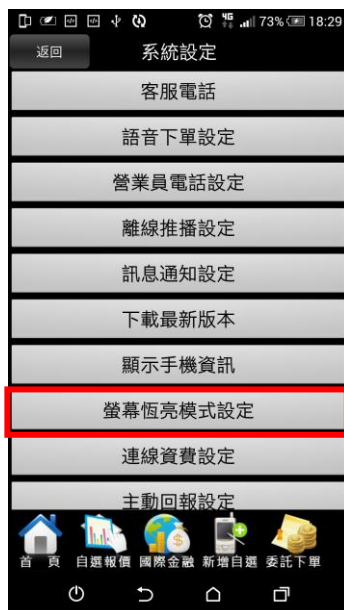 4G 73% 18:29
返回 系統設定
客服電話
語音下單設定
營業員電話設定
離線推播設定
訊息通知設定
下載最新版本
顯示手機資訊
螢幕恆亮模式設定
連線資費設定
主動回報設定
首 頁 自選報價 國際金融 新增自選 委託下單